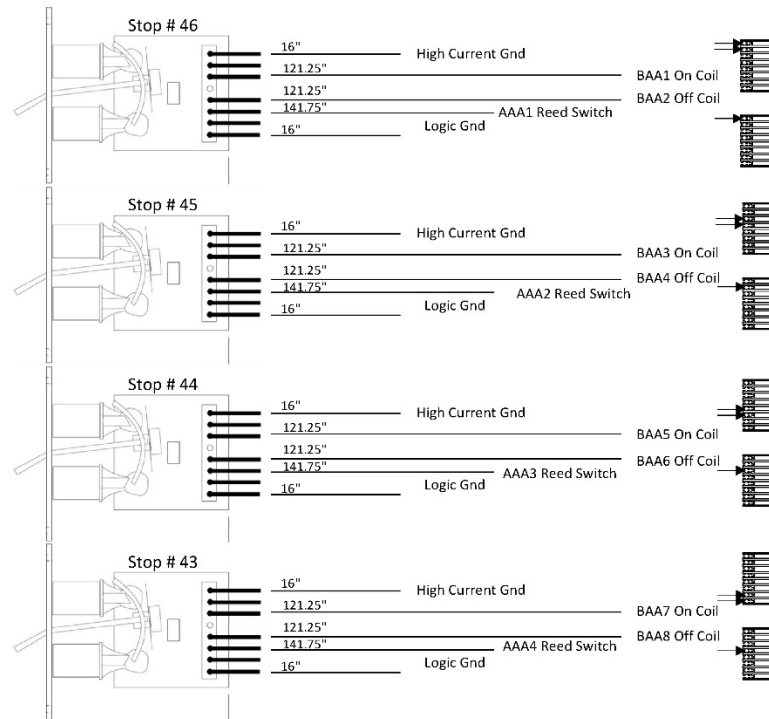 Stop # 46
16"
High Current Gnd
121.25"
BAA1 On Coil
121.25"
BAA2 Off Coil
141.75"
AAA1 Reed Switch
16"
Logic Gnd
Stop # 45
16"
High Current Gnd
121.25"
BAA3 On Coil
121.25"
BAA4 Off Coil
141.75"
AAA2 Reed Switch
16"
Logic Gnd
Stop # 44
16"
High Current Gnd
121.25"
BAA5 On Coil
121.25"
BAA6 Off Coil
141.75"
AAA3 Reed Switch
16"
Logic Gnd
Stop # 43
16"
High Current Gnd
121.25"
BAA7 On Coil
121.25"
BAA8 Off Coil
141.75"
AAA4 Reed Switch
16"
Logic Gnd